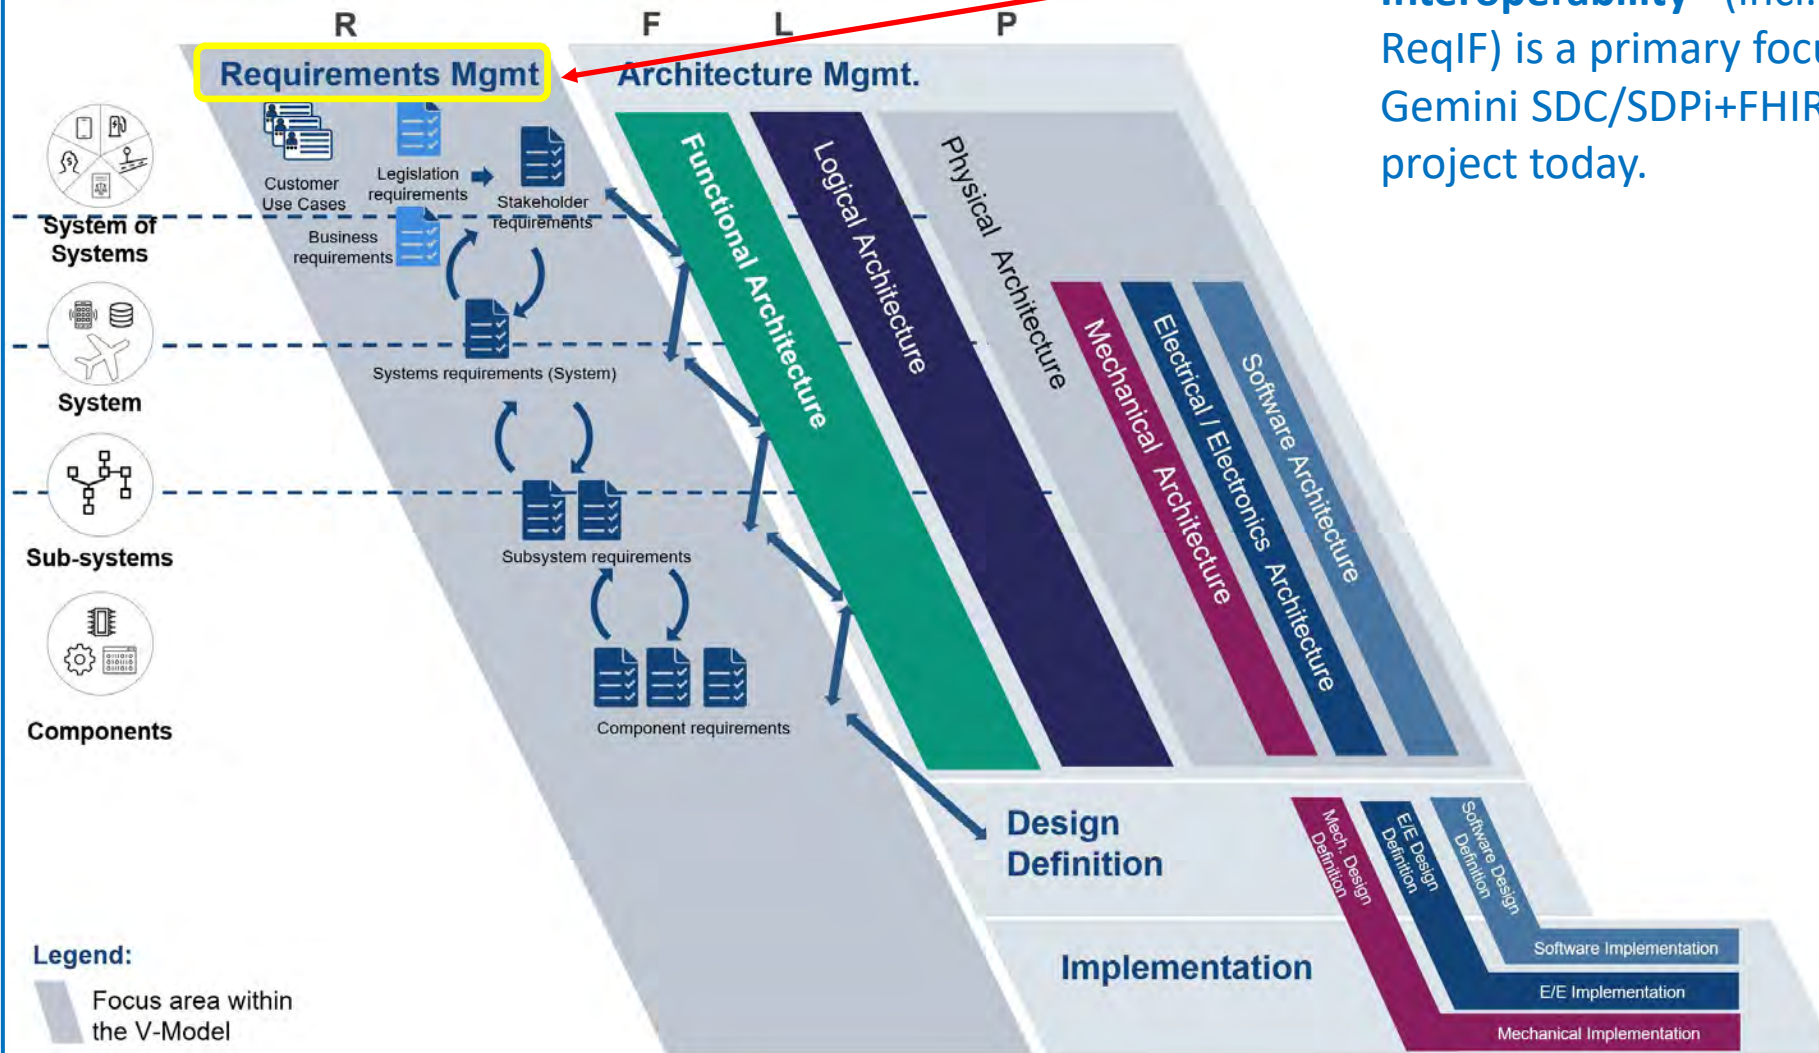 R
F
L
P
Requirements Mgmt
Architecture Mgmt.
ReqIF) is a primary
Gemini SDC/SDPi+FHIR
project today.
Customer
Use Cases
Legislation
requirements
Stakeholder
requirements
Business
requirements
System of
Systems
Systems requirements (System)
System
Subsystem requirements
Sub-systems
Component requirements
Components
Functional Architecture
Logical Architecture
Physical Architecture
Mechanical Architecture
Electrical / Electronics Architecture
Software Architecture
Design
Definition
Mech. Design
Definition
E/E Design
Definition
Software Design
Definition
Implementation
Software Implementation
E/E Implementation
Mechanical Implementation
Legend:
Focus area within
the V-Model